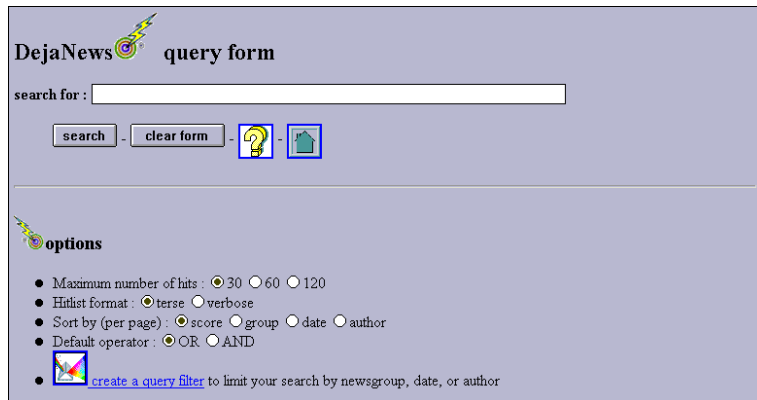 DejaNews query form
search for :
search - clear form - -
options
Maximum number of hits : 30 60 120
Hitlist format : terse verbose
Sort by (per page) : score group date author
Default operator : OR AND
create a query filter to limit your search by newsgroup, date, or author